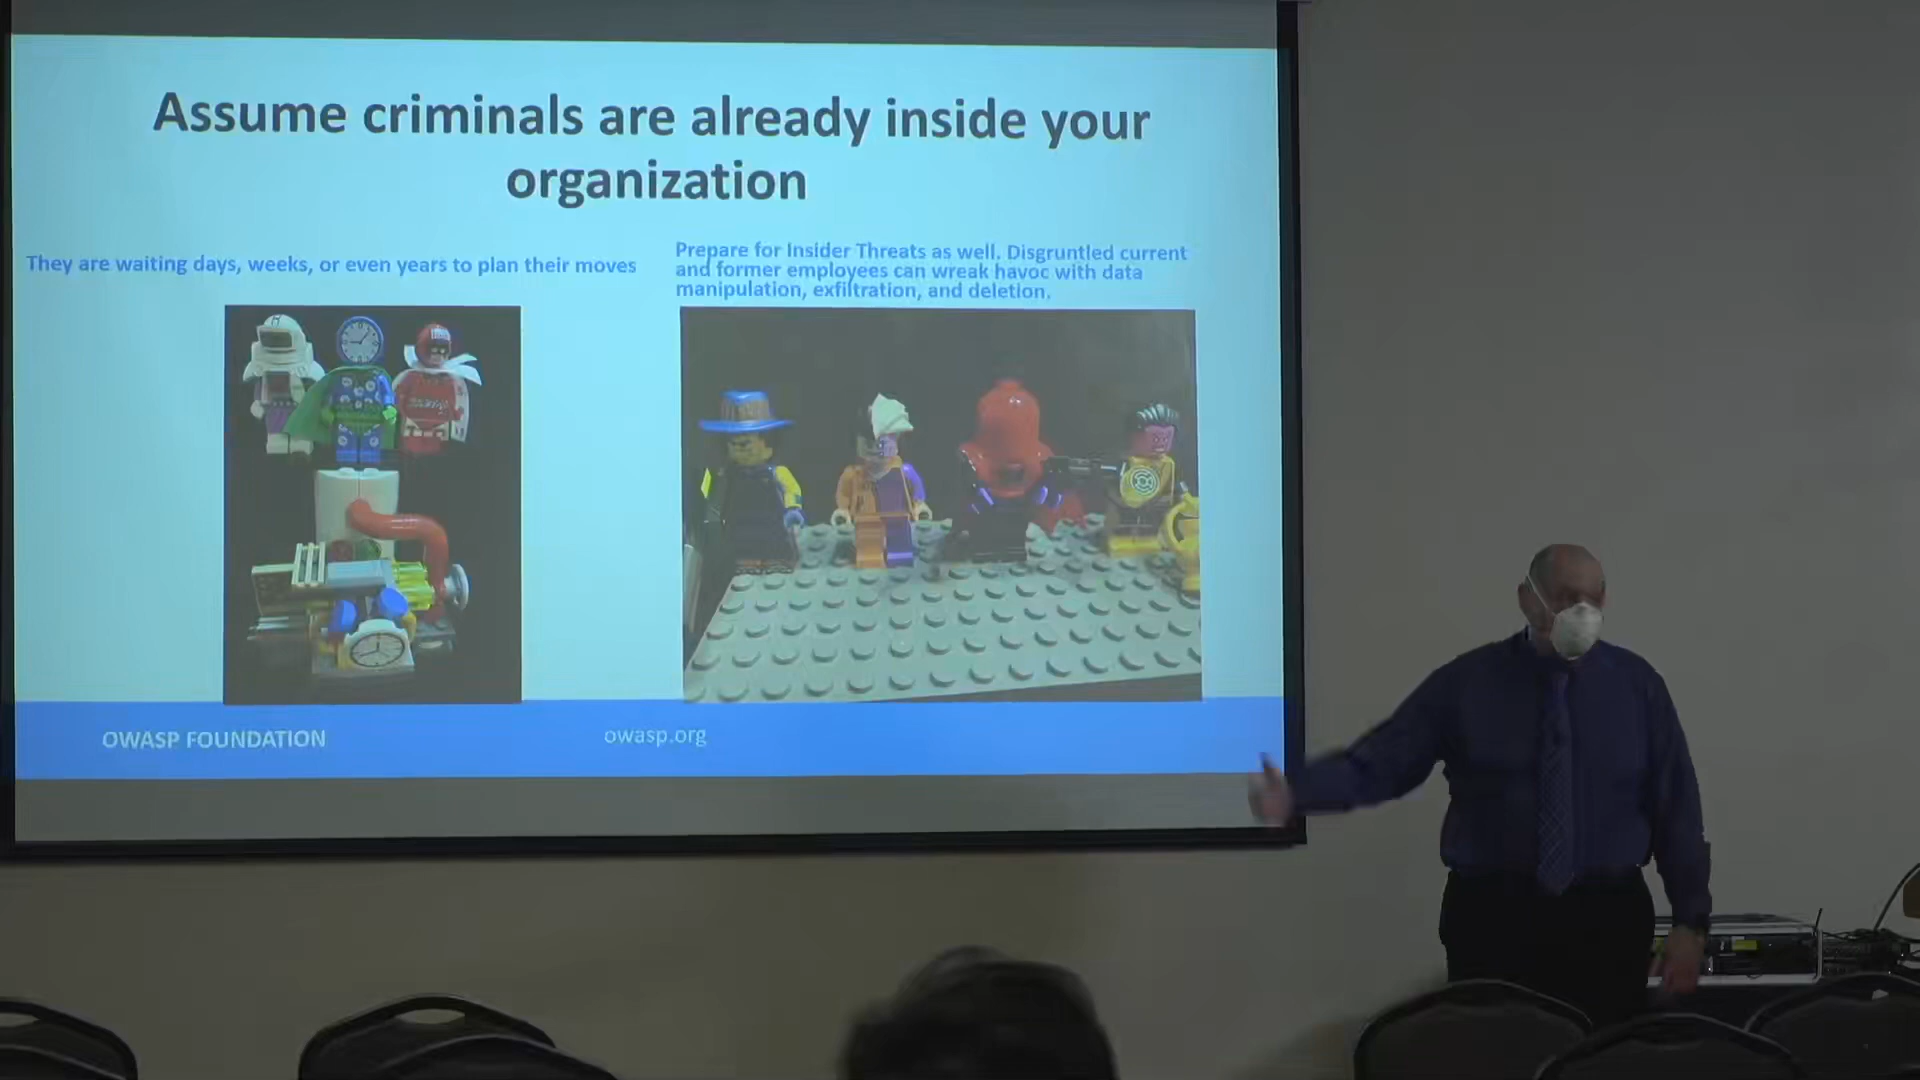 Assume criminals are already inside your
organization
They are waiting days, weeks, or even years to plan their moves
Prepare for Insider Threats as well. Disgruntled current
and former employees can wreak havoc with data
manipulation, exfiltration, and deletion.
OWASP FOUNDATION
owasp.org